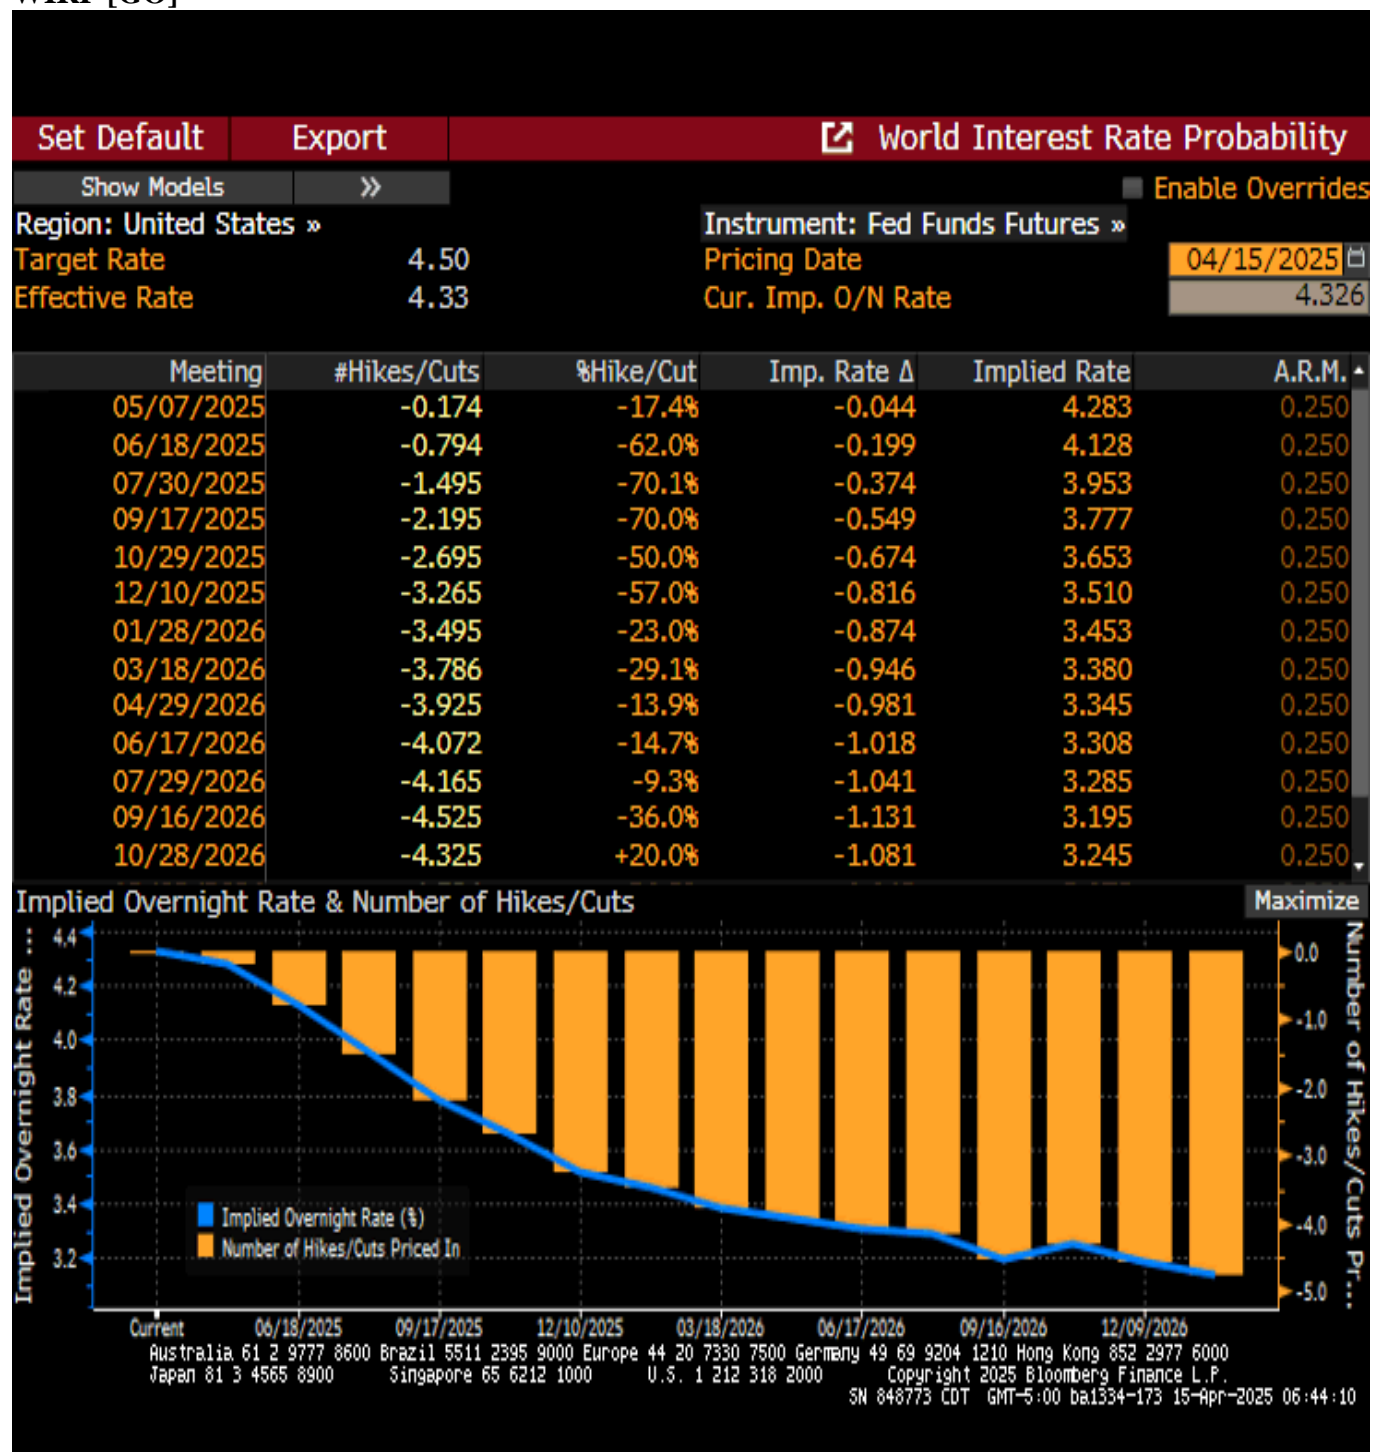 WIRP [GO]
Set Default Export World Interest Rate Probability
Show Models » Enable Overrides
Region: United States » Instrument: Fed Funds Futures »
Target Rate 4.50 Pricing Date 04/15/2025
Effective Rate 4.33 Cur. Imp. O/N Rate 4.326
Meeting #Hikes/Cuts %Hike/Cut Imp. Rate Δ Implied Rate A.R.M.
05/07/2025 -0.174 -17.4% -0.044 4.283 0.250
06/18/2025 -0.794 -62.0% -0.199 4.128 0.250
07/30/2025 -1.495 -70.1% -0.374 3.953 0.250
09/17/2025 -2.195 -70.0% -0.549 3.777 0.250
10/29/2025 -2.695 -50.0% -0.674 3.653 0.250
12/10/2025 -3.265 -57.0% -0.816 3.510 0.250
01/28/2026 -3.495 -23.0% -0.874 3.453 0.250
03/18/2026 -3.786 -29.1% -0.946 3.380 0.250
04/29/2026 -3.925 -13.9% -0.981 3.345 0.250
06/17/2026 -4.072 -14.7% -1.018 3.308 0.250
07/29/2026 -4.165 -9.3% -1.041 3.285 0.250
09/16/2026 -4.525 -36.0% -1.131 3.195 0.250
10/28/2026 -4.325 +20.0% -1.081 3.245 0.250
Implied Overnight Rate & Number of Hikes/Cuts Maximize
Implied Overnight Rate ...
4.4
4.2
4.0
3.8
3.6
3.4
3.2
Implied Overnight Rate (%)
Number of Hikes/Cuts Priced In
0.0
-1.0
-2.0
-3.0
-4.0
-5.0
Number of Hikes/Cuts Pr...
Current 06/18/2025 09/17/2025 12/10/2025 03/18/2026 06/17/2026 09/16/2026 12/09/2026
Australia 61 2 9777 8600 Brazil 5511 2395 9000 Europe 44 20 7330 7500 Germany 49 69 9204 1210 Hong Kong 852 2977 6000
Japan 81 3 4565 8900 Singapore 65 6212 1000 U.S. 1 212 318 2000 Copyright 2025 Bloomberg Finance L.P.
SN 848773 CDT GMT-5:00 ba1334-173 15-Apr-2025 06:44:10